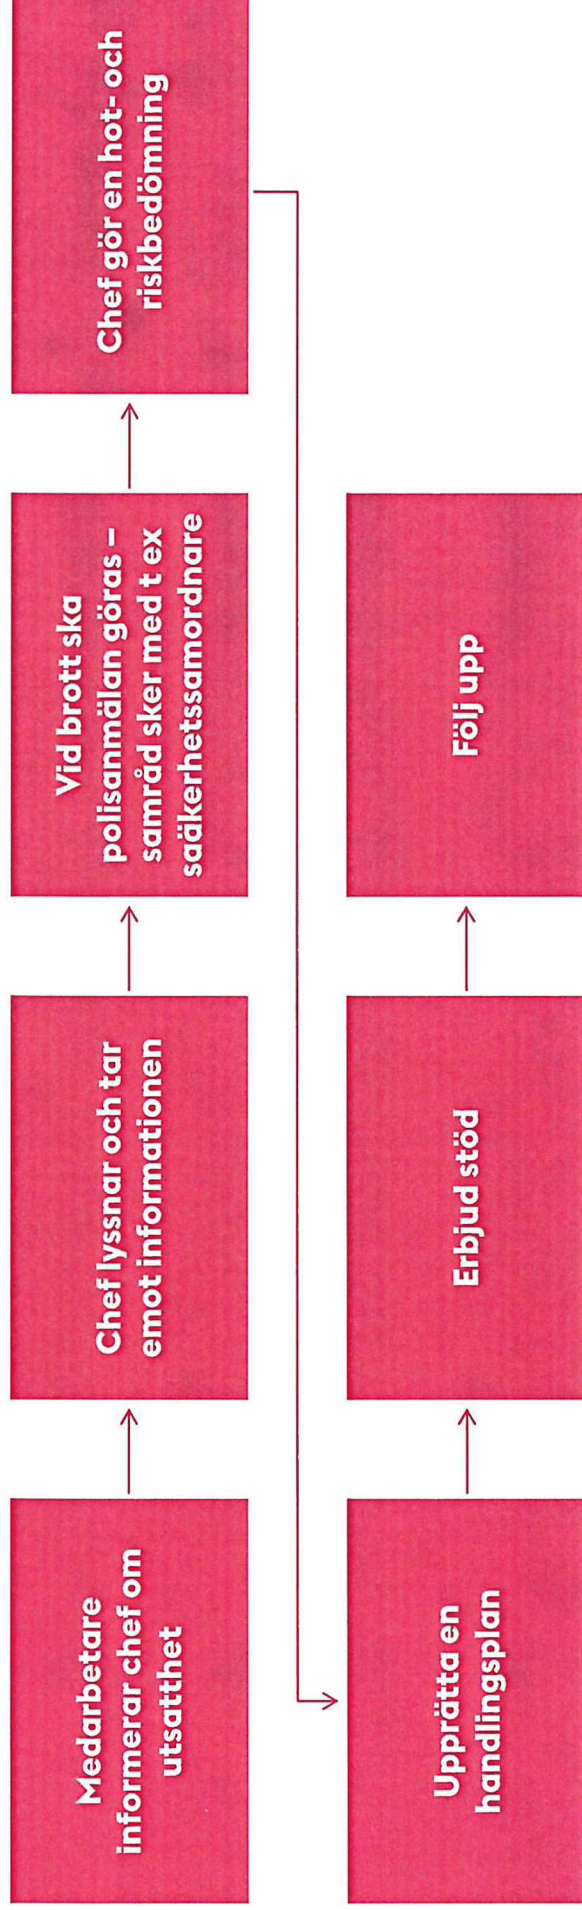 Medarbetare
informerar chef om
utsatthet
Chef lyssnar och tar
emot informationen
Vid brott ska
polisanmälan göras –
samråd sker med t ex
saäkerhetssamordnare
Chef gör en hot- och
riskbedömning
Upprätta en
handlingsplan
Erbjud stöd
Följ upp